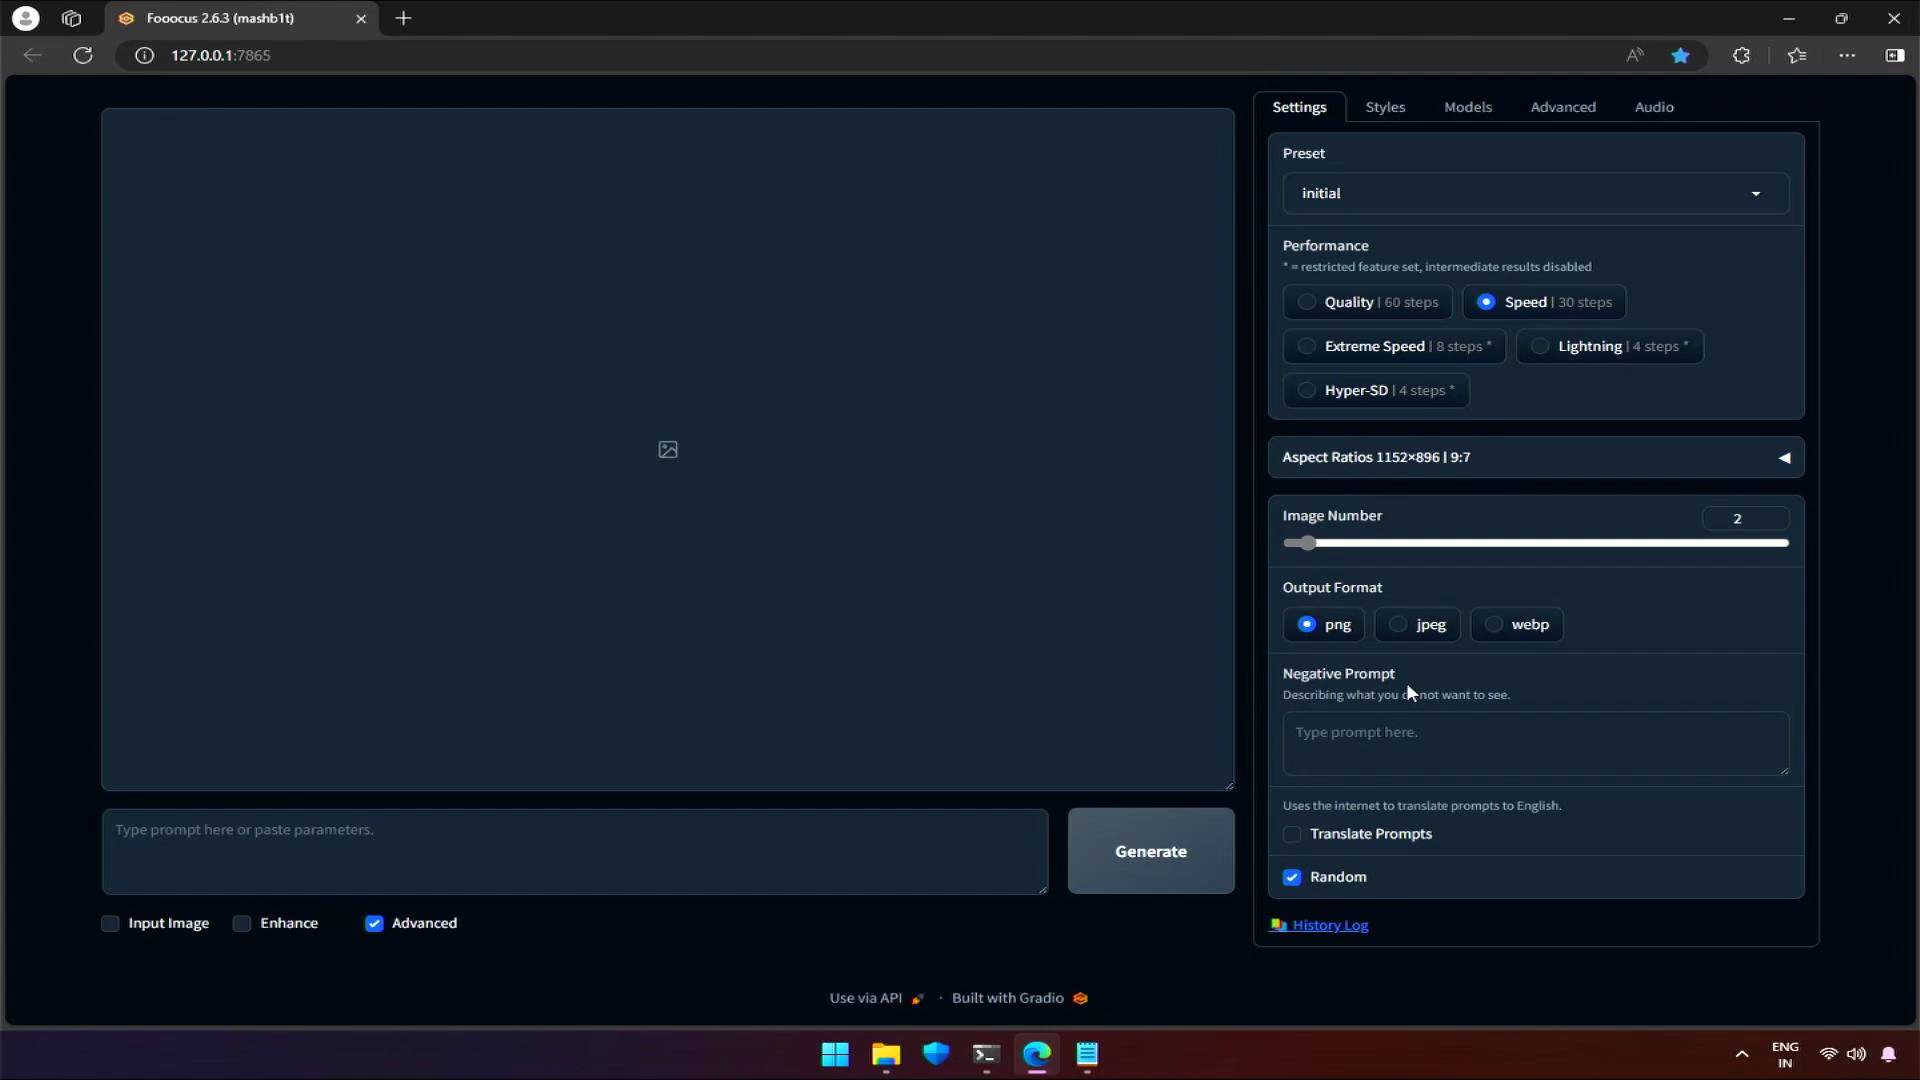 Fooocus 2.6.3 (mashb1t)
127.0.0.1:7865
Settings
Styles
Models
Advanced
Audio
Preset
initial
Performance
* = restricted feature set, intermediate results disabled
Quality | 60 steps
Speed | 30 steps
Extreme Speed | 8 steps *
Lightning | 4 steps *
Hyper-SD | 4 steps *
Aspect Ratios 1152×896 | 9:7
Image Number
2
Output Format
png
jpeg
webp
Negative Prompt
Describing what you do not want to see.
Type prompt here.
Type prompt here or paste parameters.
Generate
Uses the internet to translate prompts to English.
Translate Prompts
Random
Input Image
Enhance
Advanced
History Log
Use via API
·
Built with Gradio
ENG
IN